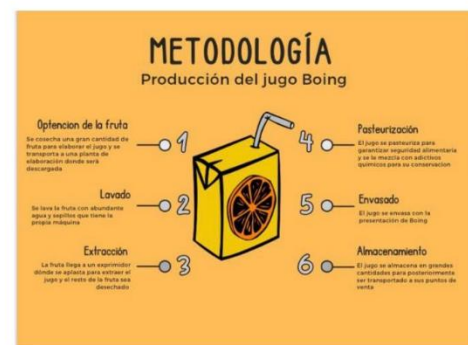 METODOLOGÍA
Producción del jugo Boing
Optencion de la fruta
Se cosecha una gran cantidad de
fruta para elaborar el jugo y se
transporta a una planta de
elaboración donde será
descargada
1
Lavado
Se lava la fruta con abundante
agua y sepillos que tiene la
propia máquina
2
Extracción
La fruta llega a un exprimidor
dónde se aplasta para extraer el
jugo y el resto de la fruta sea
desechado
3
4
Pasteurización
El jugo se pasteuriza para
garantizar seguridad alimentaria
y se le mezcla con adictivos
químicos para su conservacion
5
Envasado
El jugo se envasa con la
presentación de Boing
6
Almacenamiento
El jugo se almacena en grandes
cantidades para posteriormente
ser transportado a sus puntos de
venta